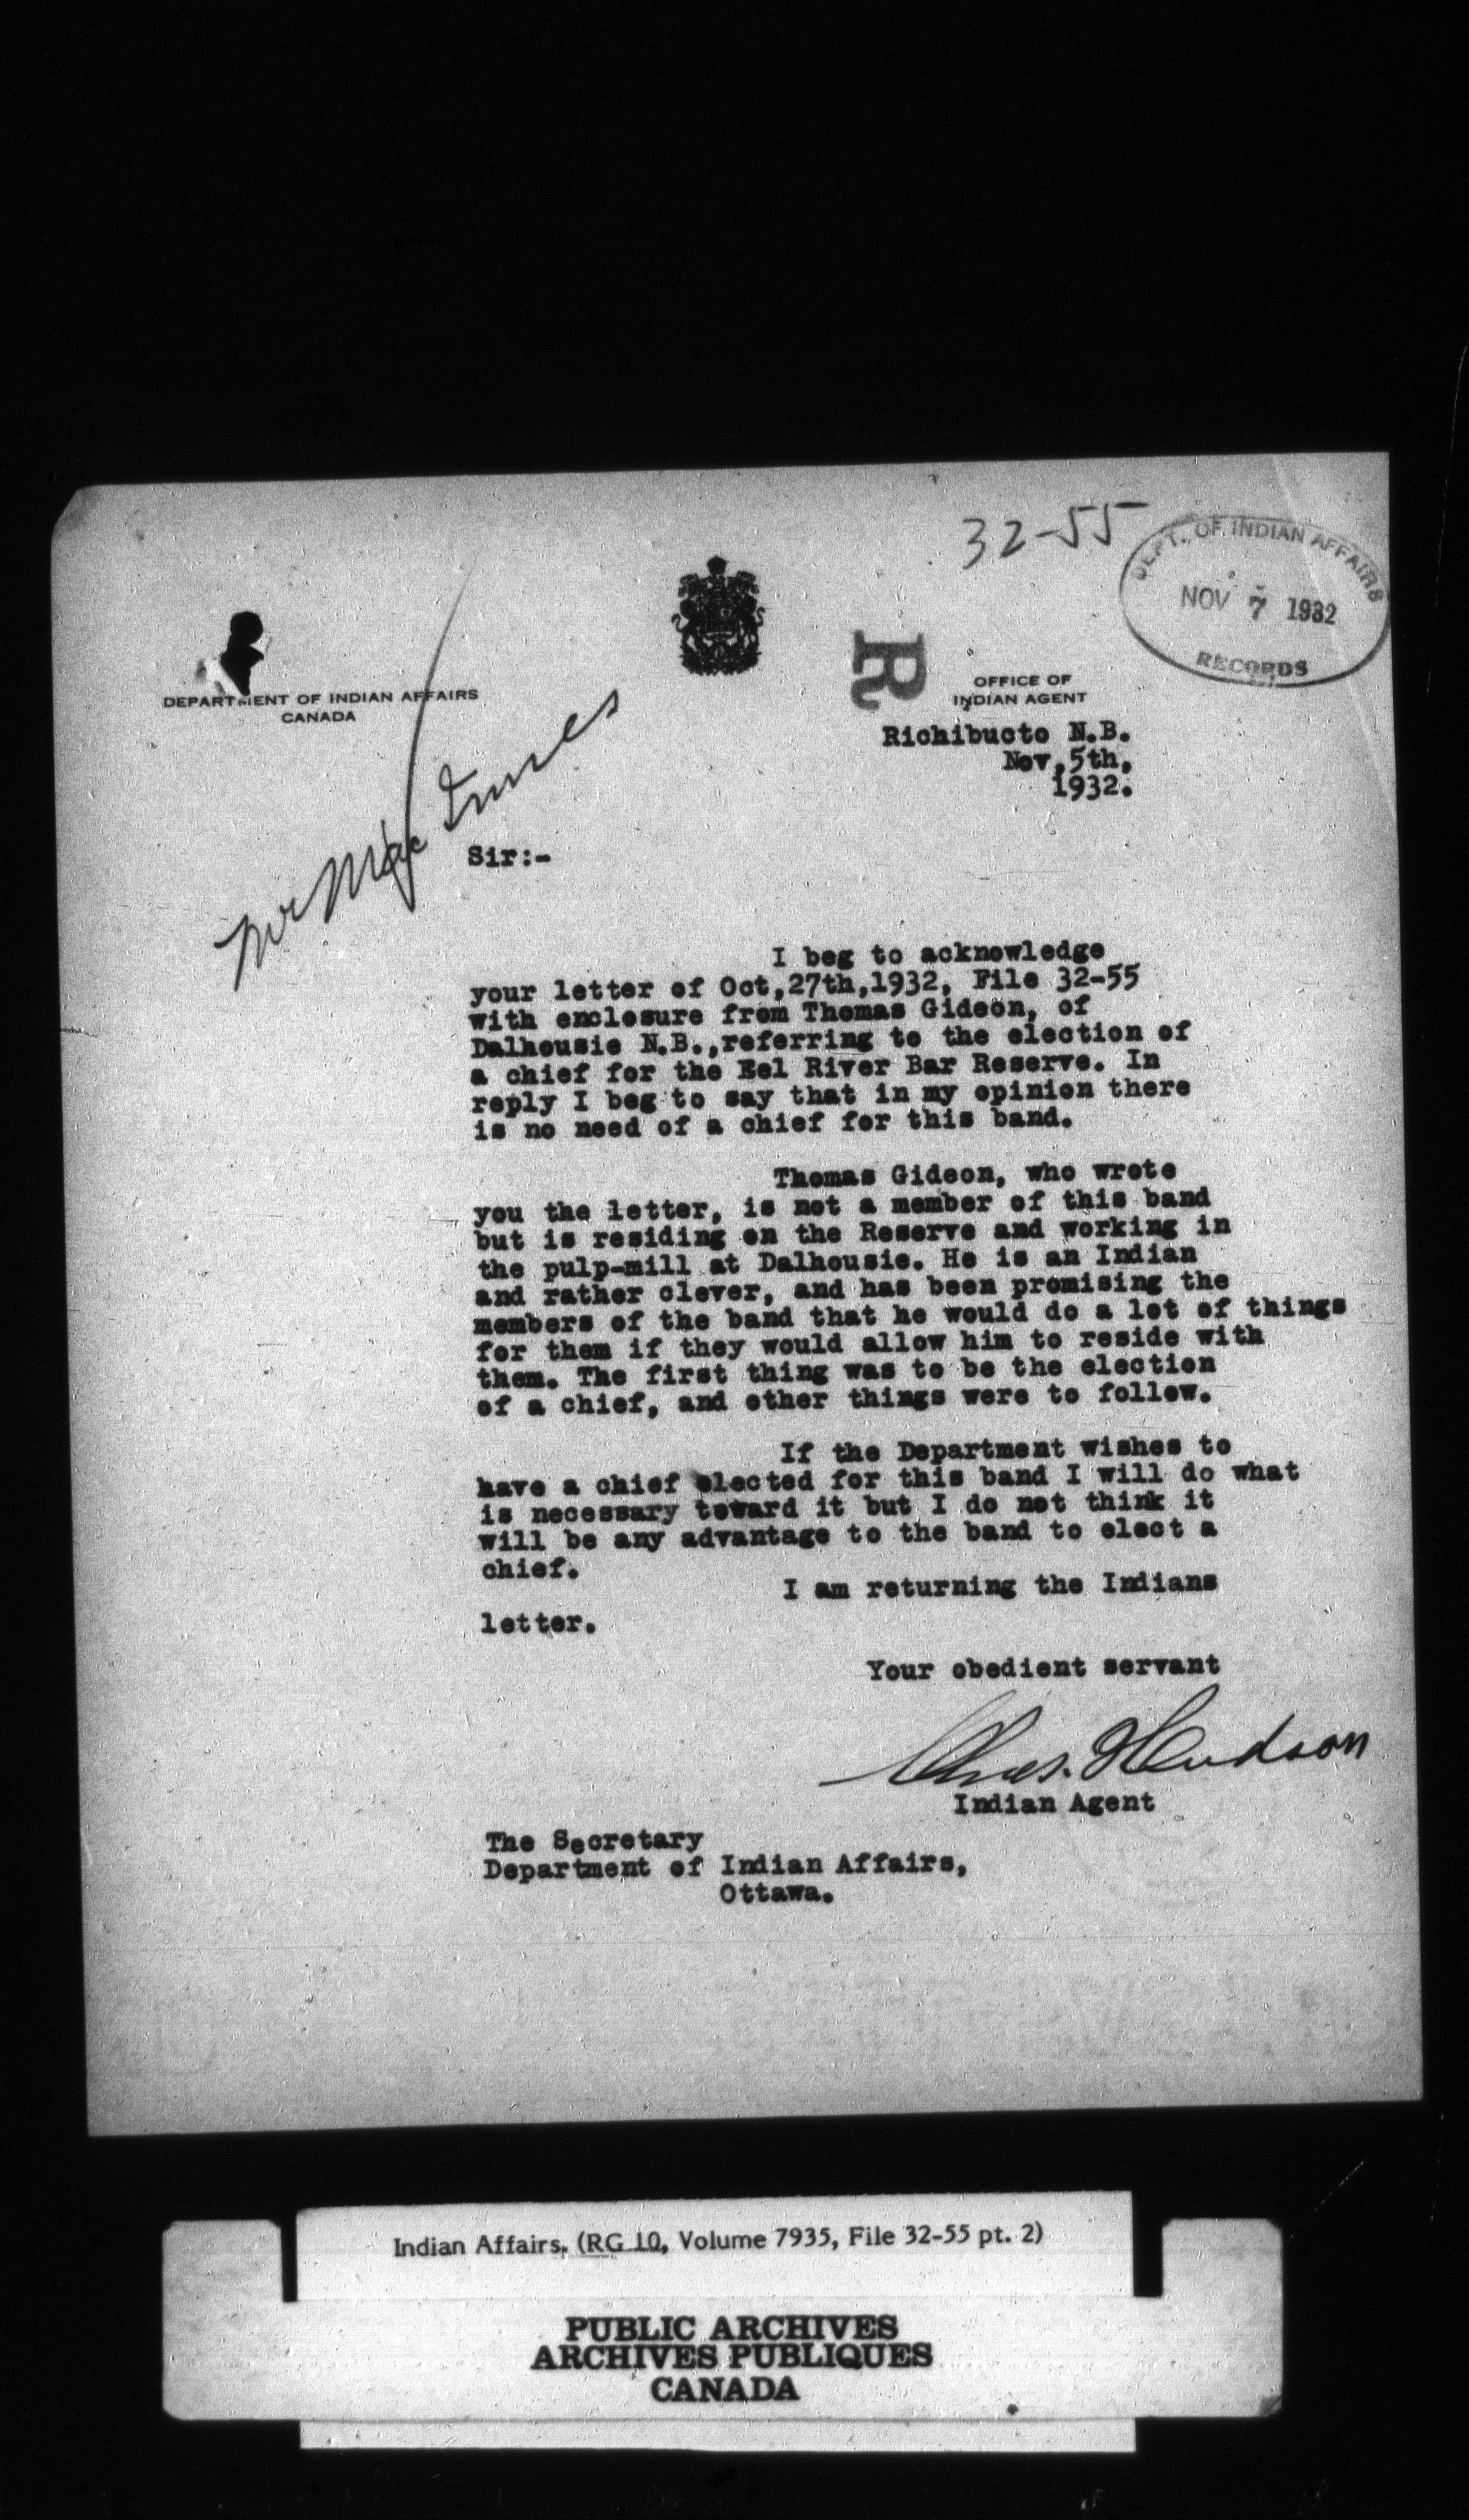 32-55
DEPT. OF INDIAN AFFAIRS
NOV 7 1932
RECORDS
R
DEPARTMENT OF INDIAN AFFAIRS
CANADA
OFFICE OF
INDIAN AGENT
Richibucto N.B.
Nov,5th,
1932.
Mr MacInnes
Sir:-
I beg to acknowledge
your letter of Oct,27th,1932, File 32-55
with enclosure from Thomas Gideon, of
Dalhousie N.B.,referring to the election of
a chief for the Eel River Bar Reserve. In
reply I beg to say that in my opinion there
is no need of a chief for this band.
Thomas Gideon, who wrote
you the letter, is not a member of this band
but is residing on the Reserve and working in
the pulp-mill at Dalhousie. He is an Indian
and rather clever, and has been promising the
members of the band that he would do a lot of things
for them if they would allow him to reside with
them. The first thing was to be the election
of a chief, and other things were to follow.
If the Department wishes to
have a chief elected for this band I will do what
is necessary toward it but I do not think it
will be any advantage to the band to elect a
chief.
I am returning the Indians
letter.
Your obedient servant
Chas. Hudson
Indian Agent
The Secretary
Department of Indian Affairs,
Ottawa.
Indian Affairs. (RG 10, Volume 7935, File 32-55 pt. 2)
PUBLIC ARCHIVES
ARCHIVES PUBLIQUES
CANADA